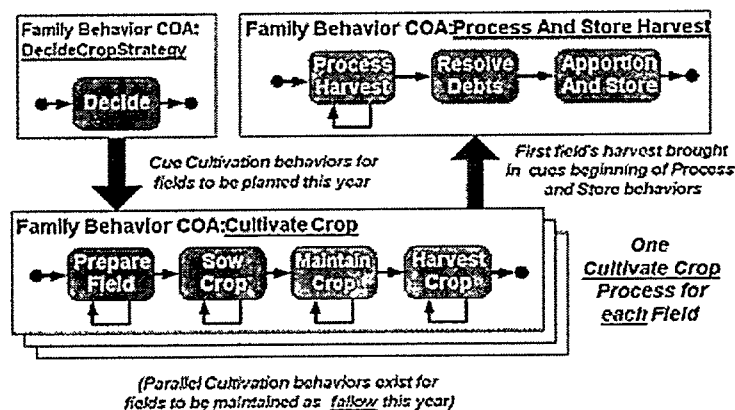 Family Behavior COA:
DecideCropStrategy
Decide
Family Behavior COA:Process And Store Harvest
Process
Harvest
Resolve
Debts
Apportion
And Store
Cue Cultivation behaviors for
fields to be planted this year
First field's harvest brought
in cues beginning of Process
and Store behaviors
Family Behavior COA:Cultivate Crop
Prepare
Field
Sow
Crop
Maintain
Crop
Harvest
Crop
One
Cultivate Crop
Process for
each Field
(Parallel Cultivation behaviors exist for
fields to be maintained as fallow this year)